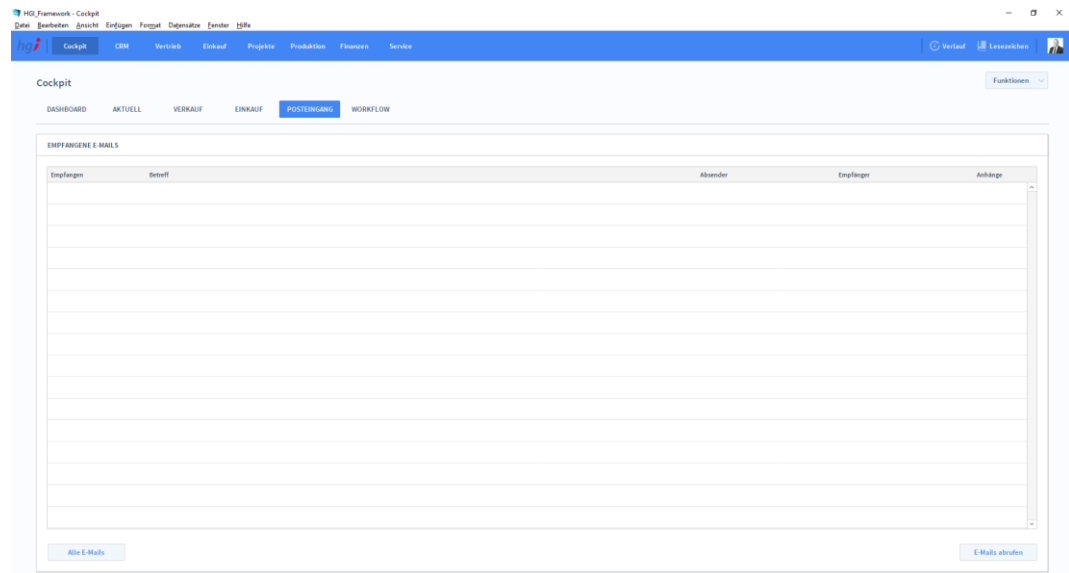 HGI_Framework - Cockpit
Datei Bearbeiten Ansicht Einfügen Format Datensätze Fenster Hilfe
hgi Cockpit CRM Vertrieb Einkauf Projekte Produktion Finanzen Service Verlauf Lesezeichen
Cockpit Funktionen
DASHBOARD AKTUELL VERKAUF EINKAUF POSTEINGANG WORKFLOW
EMPFANGENE E-MAILS
Empfangen Betreff Absender Empfänger Anhänge
Alle E-Mails E-Mails abrufen